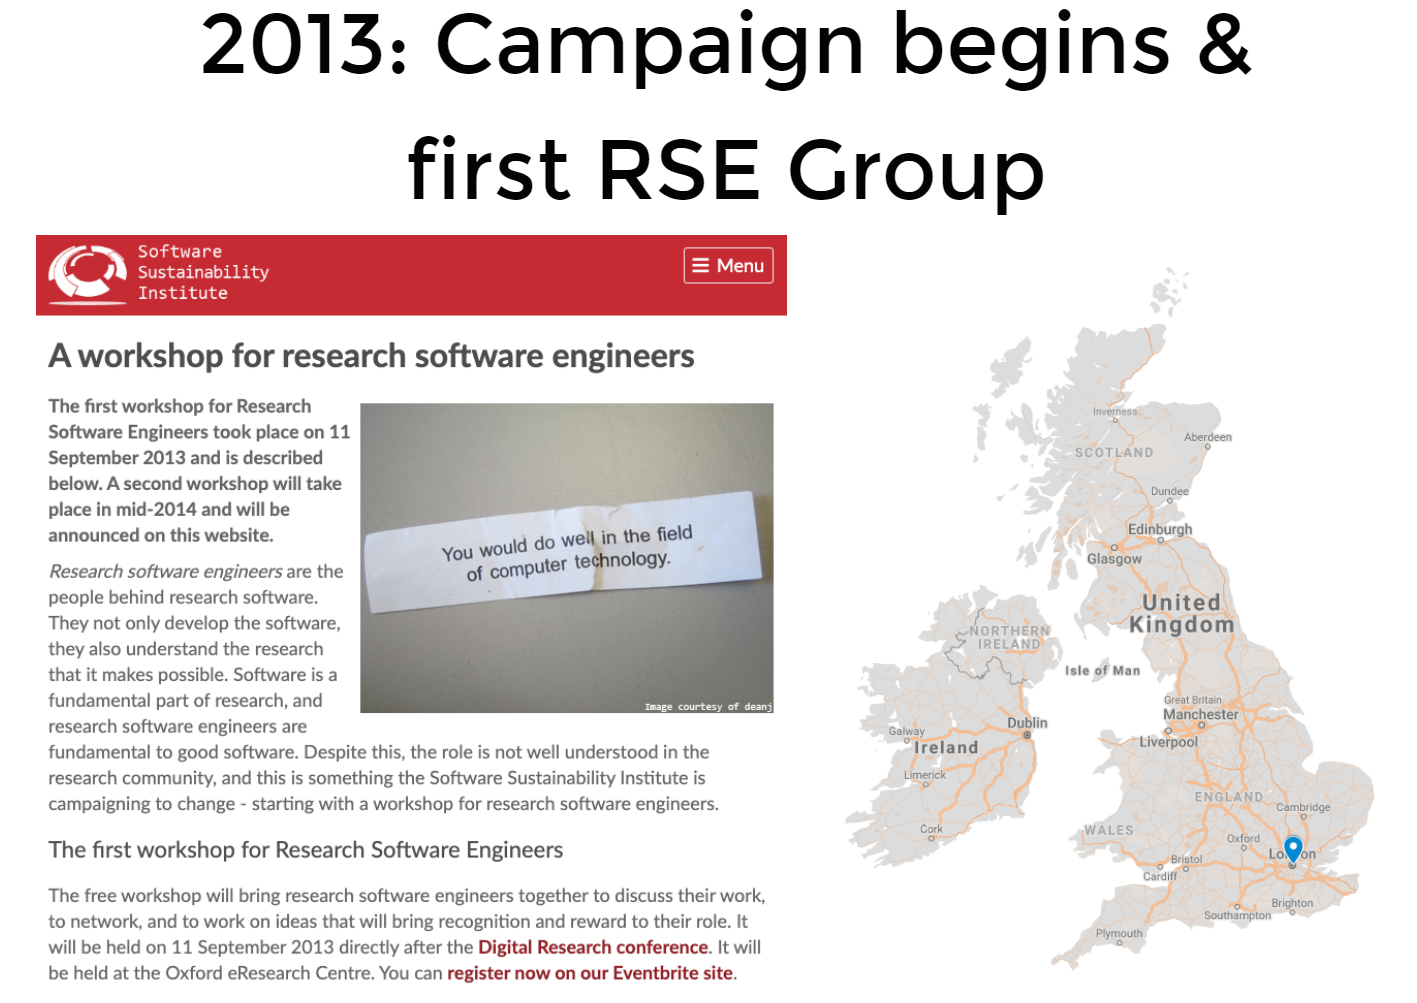 2013: Campaign begins &
first RSE Group
Software
Sustainability
Institute
Menu
A workshop for research software engineers
The first workshop for Research
Software Engineers took place on 11
September 2013 and is described
below. A second workshop will take
place in mid-2014 and will be
announced on this website.
You would do well in the field
of computer technology.
Image courtesy of deanj
Research software engineers are the
people behind research software.
They not only develop the software,
they also understand the research
that it makes possible. Software is a
fundamental part of research, and
research software engineers are
fundamental to good software. Despite this, the role is not well understood in the
research community, and this is something the Software Sustainability Institute is
campaigning to change - starting with a workshop for research software engineers.
The first workshop for Research Software Engineers
The free workshop will bring research software engineers together to discuss their work,
to network, and to work on ideas that will bring recognition and reward to their role. It
will be held on 11 September 2013 directly after the Digital Research conference. It will
be held at the Oxford eResearch Centre. You can register now on our Eventbrite site.
Inverness
Aberdeen
SCOTLAND
Dundee
Edinburgh
Glasgow
United
Kingdom
NORTHERN
IRELAND
Isle of Man
Great Britain
Manchester
Liverpool
Dublin
Galway
Ireland
Limerick
Cork
ENGLAND
Cambridge
WALES
Oxford
London
Bristol
Cardiff
Brighton
Southampton
Plymouth